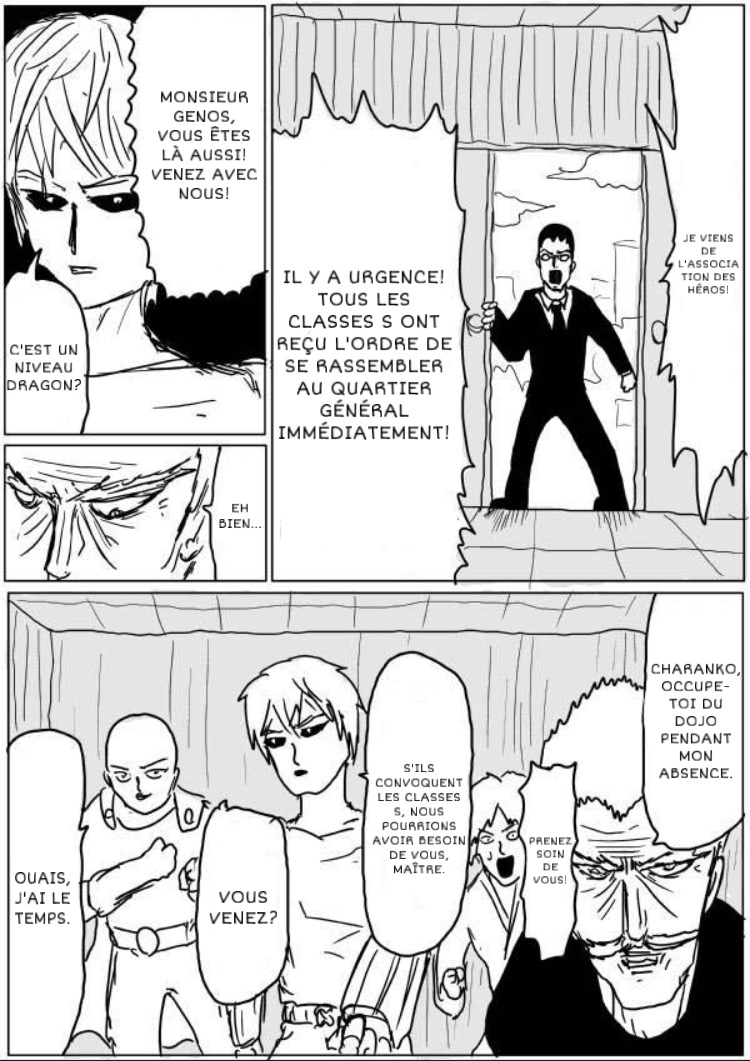 JE VIENS
DE
L'ASSOCIA
TION DES
HÉROS!
IL Y A URGENCE!
TOUS LES
CLASSES S ONT
REÇU L'ORDRE DE
SE RASSEMBLER
AU QUARTIER
GÉNÉRAL
IMMÉDIATEMENT!
MONSIEUR
GENOS,
VOUS ÊTES
LÀ AUSSI!
VENEZ AVEC
NOUS!
C'EST UN
NIVEAU
DRAGON?
EH
BIEN...
CHARANKO,
OCCUPE-
TOI DU
DOJO
PENDANT
MON
ABSENCE.
PRENEZ
SOIN
DE
VOUS!
S'ILS
CONVOQUENT
LES CLASSES
S, NOUS
POURRIONS
AVOIR BESOIN
DE VOUS,
MAÎTRE.
VOUS
VENEZ?
OUAIS,
J'AI LE
TEMPS.